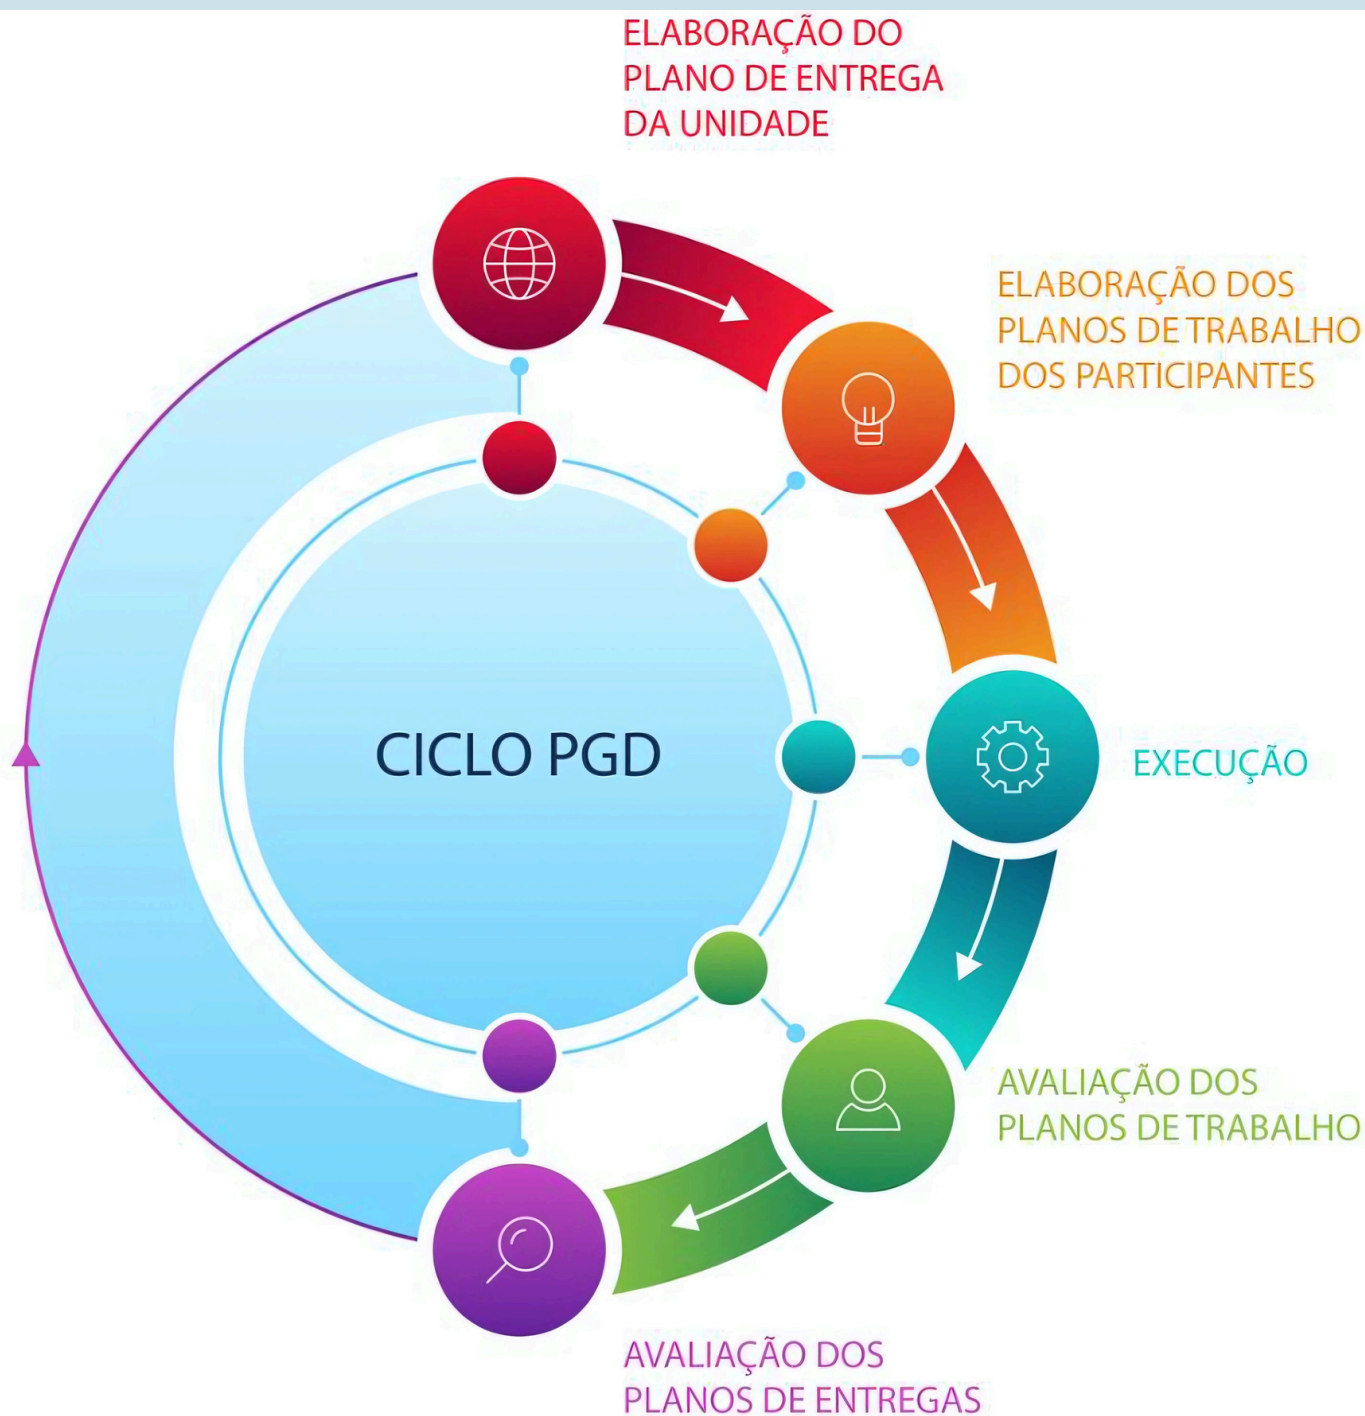 ELABORAÇÃO DO
PLANO DE ENTREGA
DA UNIDADE
ELABORAÇÃO DOS
PLANOS DE TRABALHO
DOS PARTICIPANTES
CICLO PGD
EXECUÇÃO
AVALIAÇÃO DOS
PLANOS DE TRABALHO
AVALIAÇÃO DOS
PLANOS DE ENTREGAS